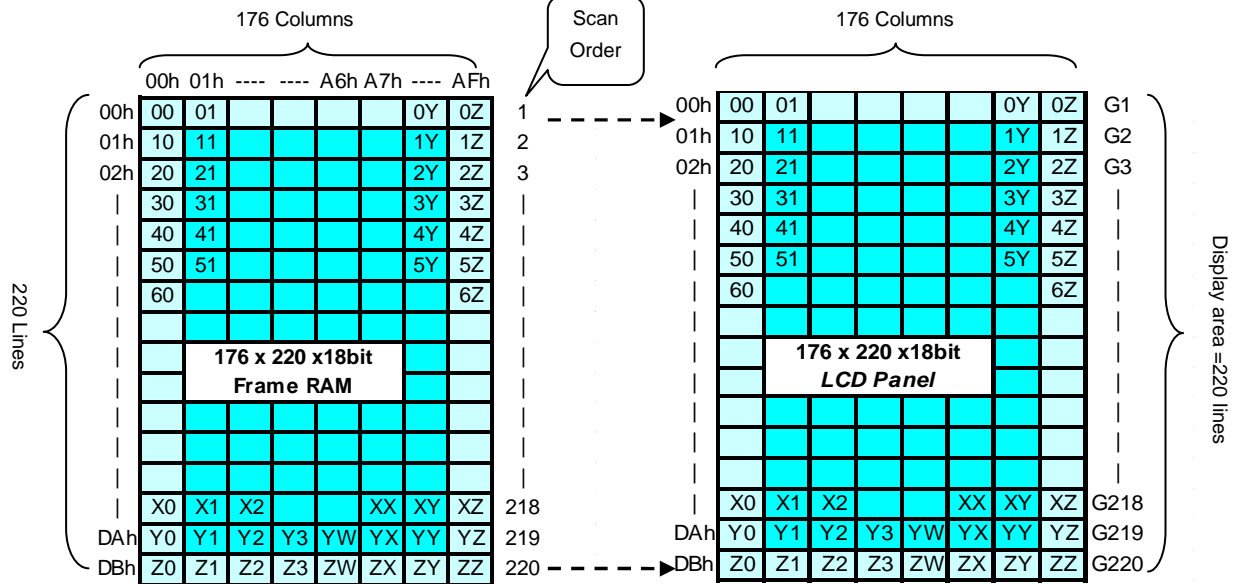 176 Columns
Scan
Order
176 Columns
00h 01h ---- ---- A6h A7h ---- AFh
00h 00 01 0Y 0Z 1
01h 10 11 1Y 1Z 2
02h 20 21 2Y 2Z 3
30 31 3Y 3Z
40 41 4Y 4Z
50 51 5Y 5Z
60 6Z
176 x 220 x18bit
Frame RAM
X0 X1 X2 XX XY XZ 218
DAh Y0 Y1 Y2 Y3 YW YX YY YZ 219
DBh Z0 Z1 Z2 Z3 ZW ZX ZY ZZ 220
220 Lines
00h 00 01 0Y 0Z G1
01h 10 11 1Y 1Z G2
02h 20 21 2Y 2Z G3
30 31 3Y 3Z
40 41 4Y 4Z
50 51 5Y 5Z
60 6Z
176 x 220 x18bit
LCD Panel
X0 X1 X2 XX XY XZ G218
DAh Y0 Y1 Y2 Y3 YW YX YY YZ G219
DBh Z0 Z1 Z2 Z3 ZW ZX ZY ZZ G220
Display area =220 lines